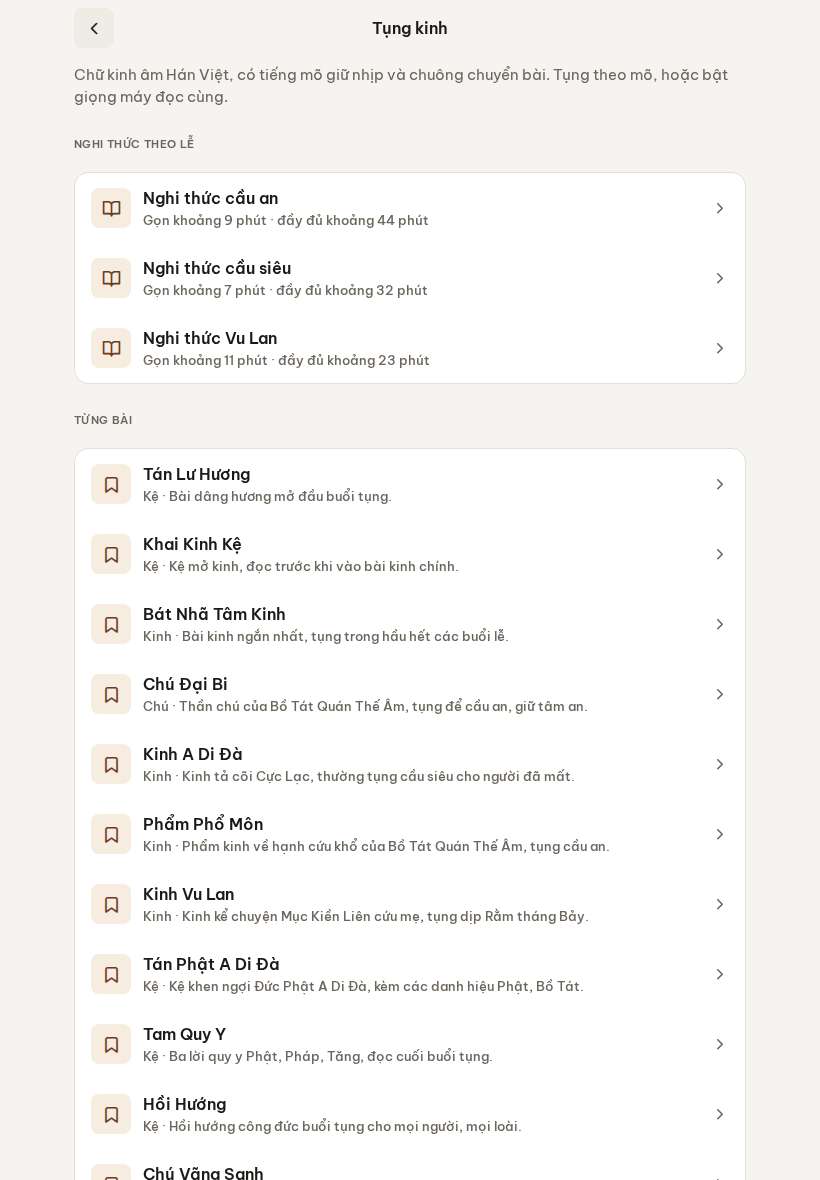 Tụng kinh
Chữ kinh âm Hán Việt, có tiếng mõ giữ nhịp và chuông chuyển bài. Tụng theo mõ, hoặc bật
giọng máy đọc cùng.
NGHI THỨC THEO LỄ
Nghi thức cầu an
Gọn khoảng 9 phút · đầy đủ khoảng 44 phút
Nghi thức cầu siêu
Gọn khoảng 7 phút · đầy đủ khoảng 32 phút
Nghi thức Vu Lan
Gọn khoảng 11 phút · đầy đủ khoảng 23 phút
TỪNG BÀI
Tán Lư Hương
Kệ · Bài dâng hương mở đầu buổi tụng.
Khai Kinh Kệ
Kệ · Kệ mở kinh, đọc trước khi vào bài kinh chính.
Bát Nhã Tâm Kinh
Kinh · Bài kinh ngắn nhất, tụng trong hầu hết các buổi lễ.
Chú Đại Bi
Chú · Thần chú của Bồ Tát Quán Thế Âm, tụng để cầu an, giữ tâm an.
Kinh A Di Đà
Kinh · Kinh tả cõi Cực Lạc, thường tụng cầu siêu cho người đã mất.
Phẩm Phổ Môn
Kinh · Phẩm kinh về hạnh cứu khổ của Bồ Tát Quán Thế Âm, tụng cầu an.
Kinh Vu Lan
Kinh · Kinh kể chuyện Mục Kiền Liên cứu mẹ, tụng dịp Rằm tháng Bảy.
Tán Phật A Di Đà
Kệ · Kệ khen ngợi Đức Phật A Di Đà, kèm các danh hiệu Phật, Bồ Tát.
Tam Quy Y
Kệ · Ba lời quy y Phật, Pháp, Tăng, đọc cuối buổi tụng.
Hồi Hướng
Kệ · Hồi hướng công đức buổi tụng cho mọi người, mọi loài.
Chú Vãng Sanh